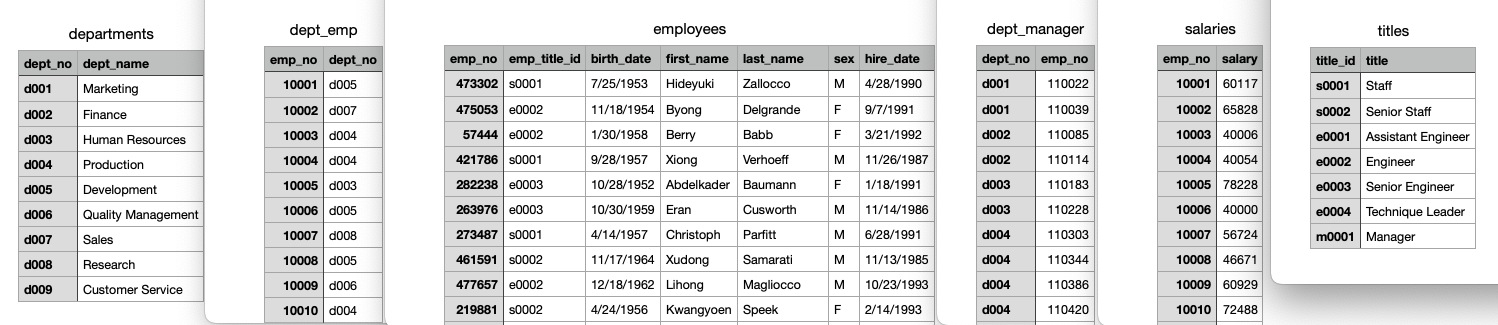 departments
dept_no dept_name
d001 Marketing
d002 Finance
d003 Human Resources
d004 Production
d005 Development
d006 Quality Management
d007 Sales
d008 Research
d009 Customer Service
dept_emp
emp_no dept_no
10001 d005
10002 d007
10003 d004
10004 d004
10005 d003
10006 d005
10007 d008
10008 d005
10009 d006
10010 d004
employees
emp_no emp_title_id birth_date first_name last_name sex hire_date
473302 s0001 7/25/1953 Hideyuki Zallocco M 4/28/1990
475053 e0002 11/18/1954 Byong Delgrande F 9/7/1991
57444 e0002 1/30/1958 Berry Babb F 3/21/1992
421786 s0001 9/28/1957 Xiong Verhoeff M 11/26/1987
282238 e0003 10/28/1952 Abdelkader Baumann F 1/18/1991
263976 e0003 10/30/1959 Eran Cusworth M 11/14/1986
273487 s0001 4/14/1957 Christoph Parfitt M 6/28/1991
461591 s0002 11/17/1964 Xudong Samarati M 11/13/1985
477657 e0002 12/18/1962 Lihong Magliocco M 10/23/1993
219881 s0002 4/24/1956 Kwangyoen Speek F 2/14/1993
dept_manager
dept_no emp_no
d001 110022
d001 110039
d002 110085
d002 110114
d003 110183
d003 110228
d004 110303
d004 110344
d004 110386
d004 110420
salaries
emp_no salary
10001 60117
10002 65828
10003 40006
10004 40054
10005 78228
10006 40000
10007 56724
10008 46671
10009 60929
10010 72488
titles
title_id title
s0001 Staff
s0002 Senior Staff
e0001 Assistant Engineer
e0002 Engineer
e0003 Senior Engineer
e0004 Technique Leader
m0001 Manager